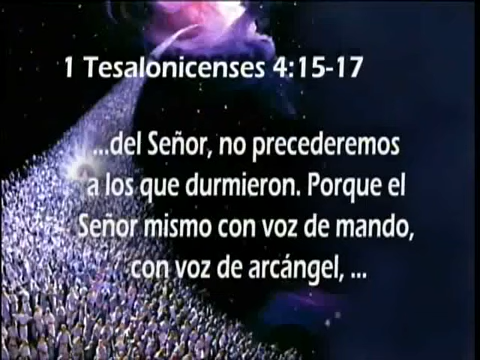 1 Tesalonicenses 4:15-17
...del Señor, no precederemos
a los que durmieron. Porque el
Señor mismo con voz de mando,
con voz de arcángel, ...